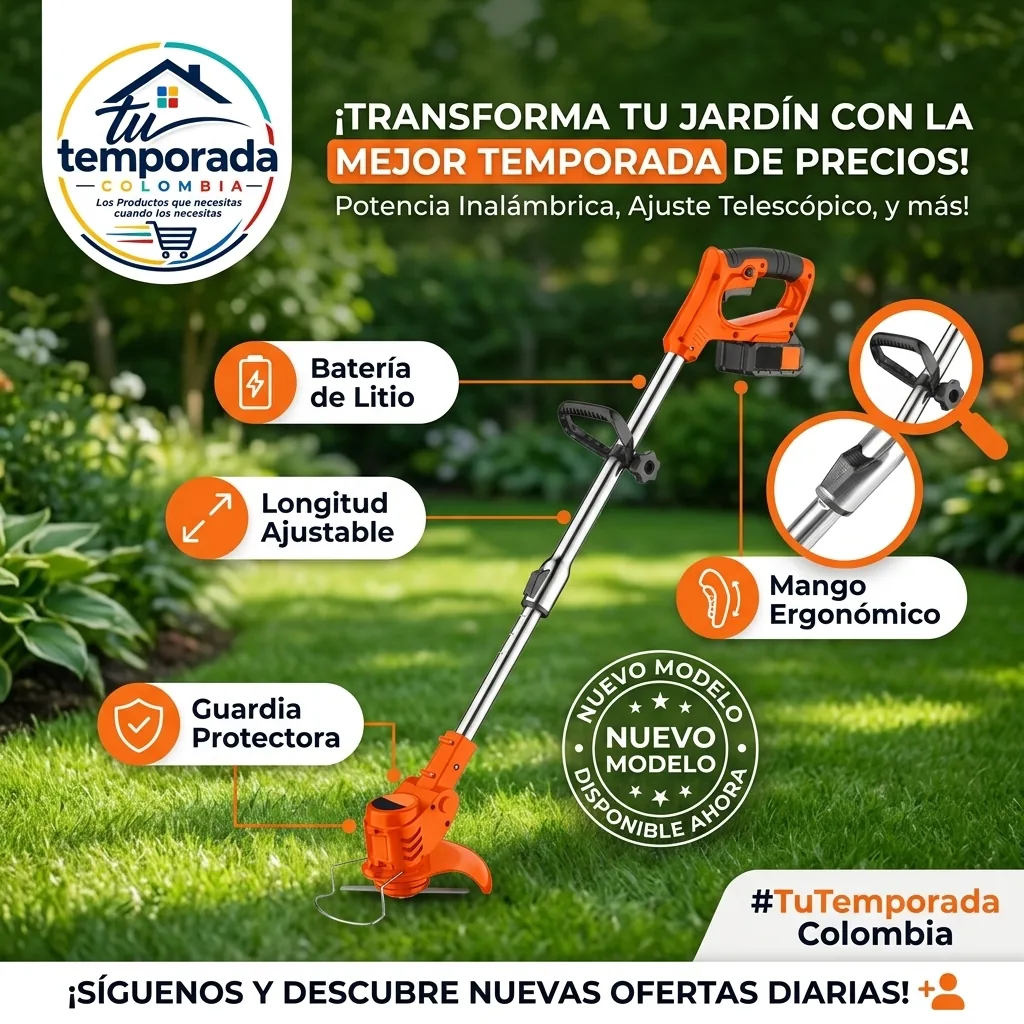 tu
temporada
COLOMBIA
Los Productos que necesitas
cuando los necesitas
¡TRANSFORMA TU JARDÍN CON LA
MEJOR TEMPORADA DE PRECIOS!
Potencia Inalámbrica, Ajuste Telescópico, y más!
Batería
de Litio
Longitud
Ajustable
Mango
Ergonómico
Guardia
Protectora
NUEVO MODELO
NUEVO
MODELO
DISPONIBLE AHORA
#TuTemporada
Colombia
¡SÍGUENOS Y DESCUBRE NUEVAS OFERTAS DIARIAS!